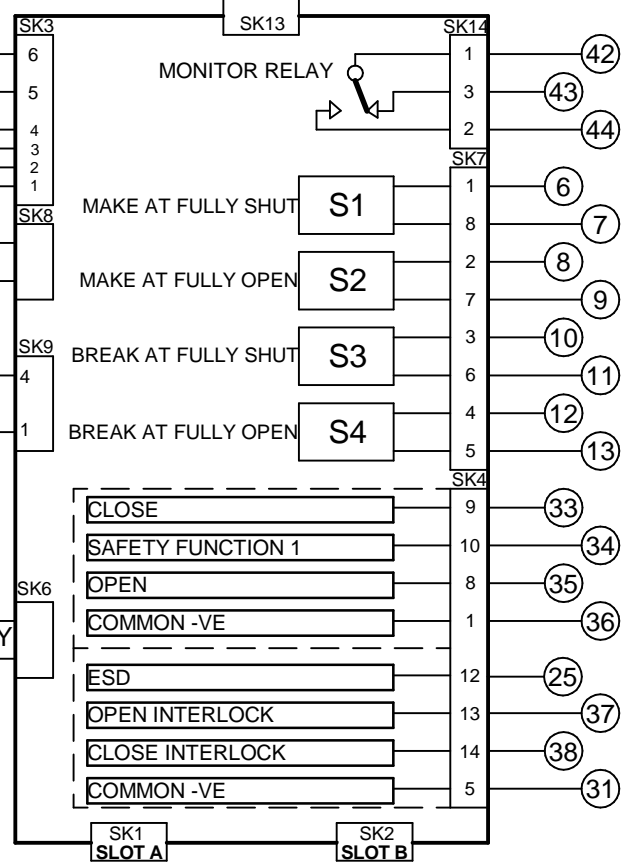 SK3
SK13
SK14
6
MONITOR RELAY
1
42
5
3
43
4
2
44
3
2
1
SK7
MAKE AT FULLY SHUT
S1
1
6
SK8
8
7
MAKE AT FULLY OPEN
S2
2
8
7
9
SK9
BREAK AT FULLY SHUT
S3
3
10
4
6
11
BREAK AT FULLY OPEN
S4
4
12
1
5
13
SK4
CLOSE
9
33
SAFETY FUNCTION 1
10
34
SK6
OPEN
8
35
COMMON -VE
1
36
Y
ESD
12
25
OPEN INTERLOCK
13
37
CLOSE INTERLOCK
14
38
COMMON -VE
5
31
SK1
SLOT A
SK2
SLOT B